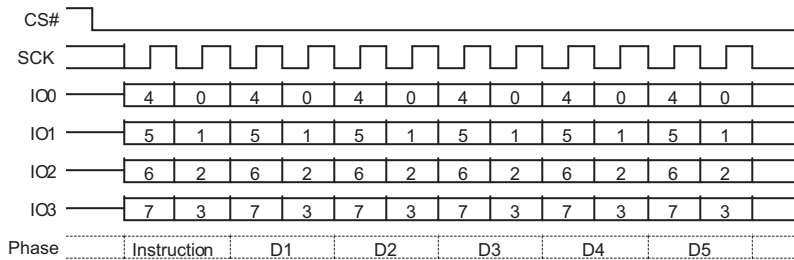 CS#
SCK
IO0 4 0 4 0 4 0 4 0 4 0 4 0
IO1 5 1 5 1 5 1 5 1 5 1 5 1
IO2 6 2 6 2 6 2 6 2 6 2 6 2
IO3 7 3 7 3 7 3 7 3 7 3 7 3
Phase Instruction D1 D2 D3 D4 D5